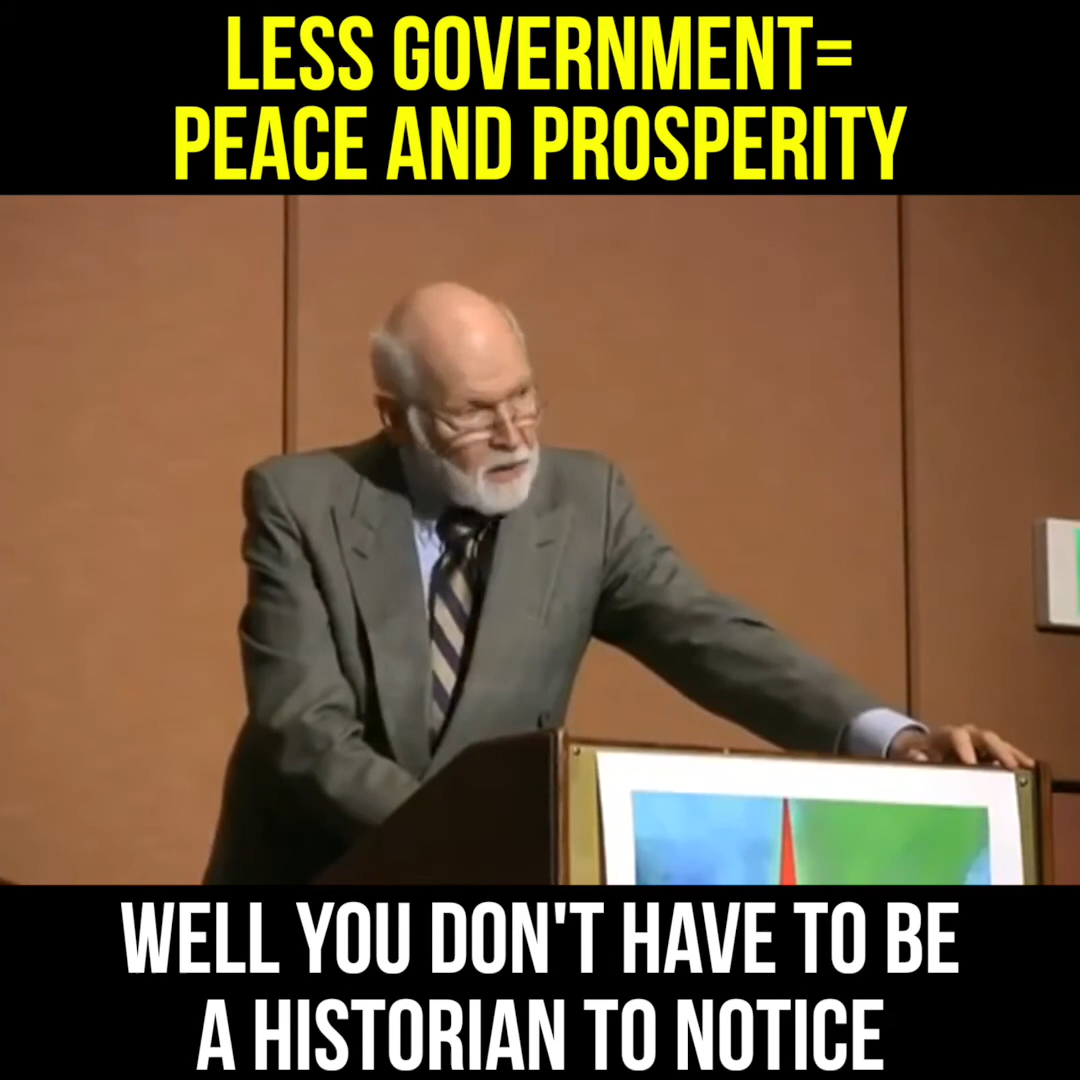 LESS GOVERNMENT=
PEACE AND PROSPERITY
WELL YOU DON'T HAVE TO BE
A HISTORIAN TO NOTICE